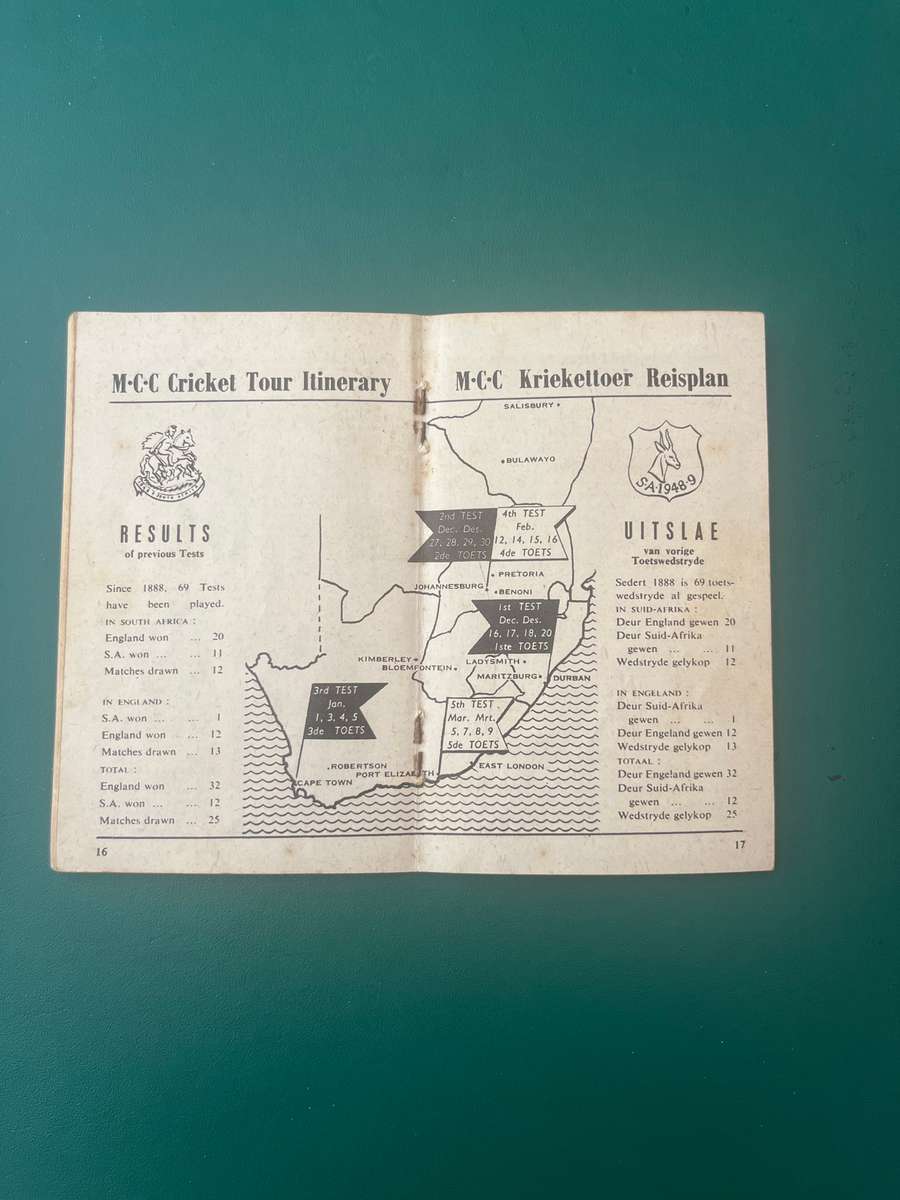 M·C·C Cricket Tour Itinerary
RESULTS
of previous Tests
Since 1888, 69 Tests
have been played.
IN SOUTH AFRICA :
England won ... 20
S.A. won ... ... 11
Matches drawn ... 12
IN ENGLAND :
S.A. won ... ... 1
England won ... 12
Matches drawn ... 13
TOTAL :
England won ... 32
S.A. won ... ... 12
Matches drawn ... 25
16
M·C·C Kriekettoer Reisplan
SALISBURY
BULAWAYO
2nd TEST
Dec. Des.
27, 28, 29, 30
2de TOETS
4th TEST
Feb.
12, 14, 15, 16
4de TOETS
PRETORIA
JOHANNESBURG
BENONI
1st TEST
Dec. Des.
16, 17, 18, 20
1ste TOETS
KIMBERLEY
BLOEMFONTEIN
LADYSMITH
MARITZBURG
DURBAN
3rd TEST
Jan.
1, 3, 4, 5
3de TOETS
5th TEST
Mar. Mrt.
5, 7, 8, 9
5de TOETS
ROBERTSON
PORT ELIZABETH
EAST LONDON
CAPE TOWN
S·A·1948·9
UITSLAE
van vorige
Toetswedstryde
Sedert 1888 is 69 toets-
wedstryde al gespeel.
IN SUID-AFRIKA :
Deur England gewen 20
Deur Suid-Afrika
gewen ... ... 11
Wedstryde gelykop 12
IN ENGELAND :
Deur Suid-Afrika
gewen ... ... 1
Deur Engeland gewen 12
Wedstryde gelykop 13
TOTAAL :
Deur Engeland gewen 32
Deur Suid-Afrika
gewen ... ... 12
Wedstryde gelykop 25
17